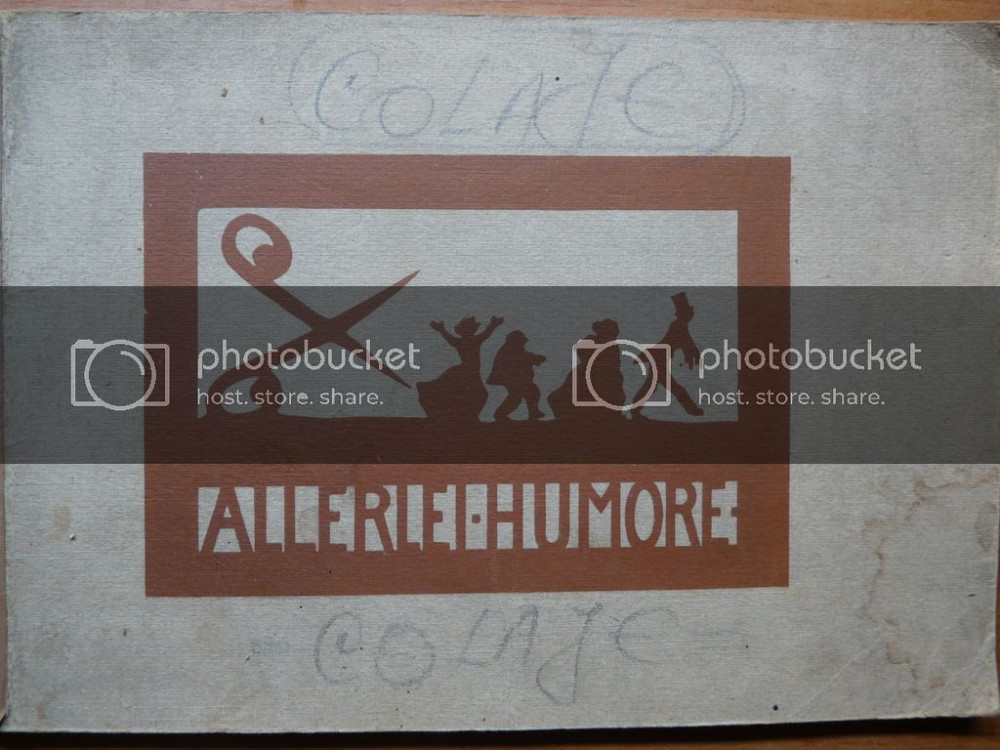 COLAJE
photobucket photobucket
host. store. share. host. store. share.
ALLERLEI·HUMORE
COLAJE